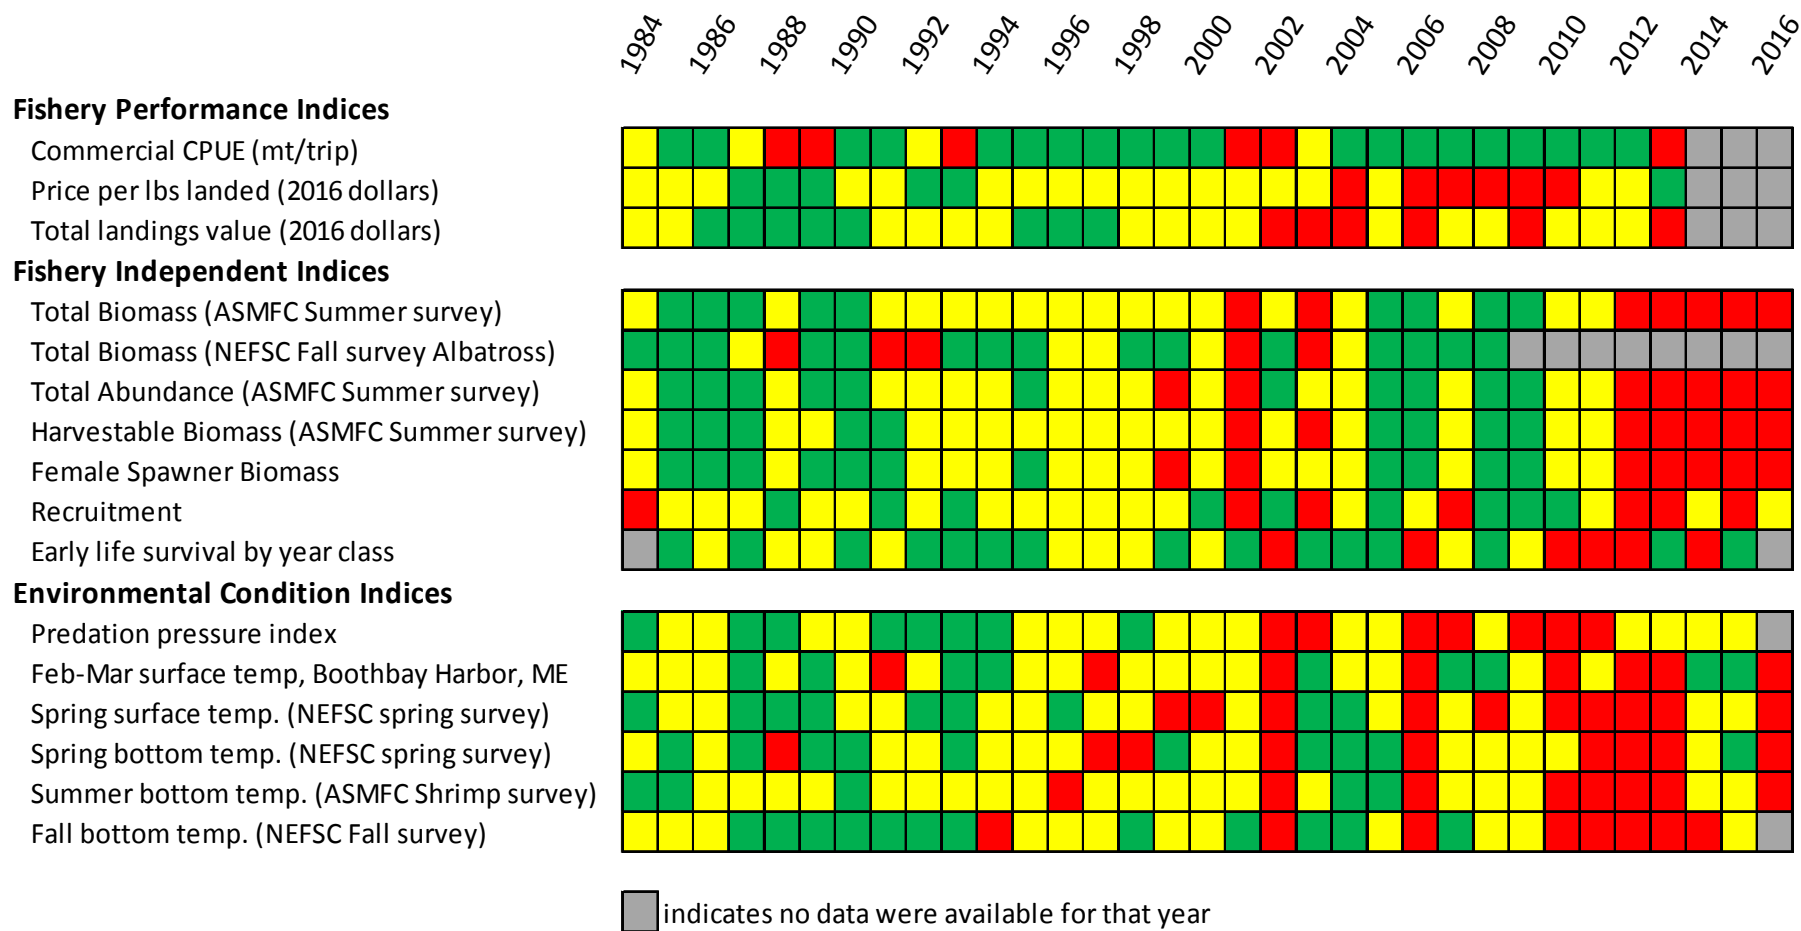 1984 1986 1988 1990 1992 1994 1996 1998 2000 2002 2004 2006 2008 2010 2012 2014 2016
Fishery Performance Indices
Commercial CPUE (mt/trip)
Price per lbs landed (2016 dollars)
Total landings value (2016 dollars)
Fishery Independent Indices
Total Biomass (ASMFC Summer survey)
Total Biomass (NEFSC Fall survey Albatross)
Total Abundance (ASMFC Summer survey)
Harvestable Biomass (ASMFC Summer survey)
Female Spawner Biomass
Recruitment
Early life survival by year class
Environmental Condition Indices
Predation pressure index
Feb-Mar surface temp, Boothbay Harbor, ME
Spring surface temp. (NEFSC spring survey)
Spring bottom temp. (NEFSC spring survey)
Summer bottom temp. (ASMFC Shrimp survey)
Fall bottom temp. (NEFSC Fall survey)
indicates no data were available for that year